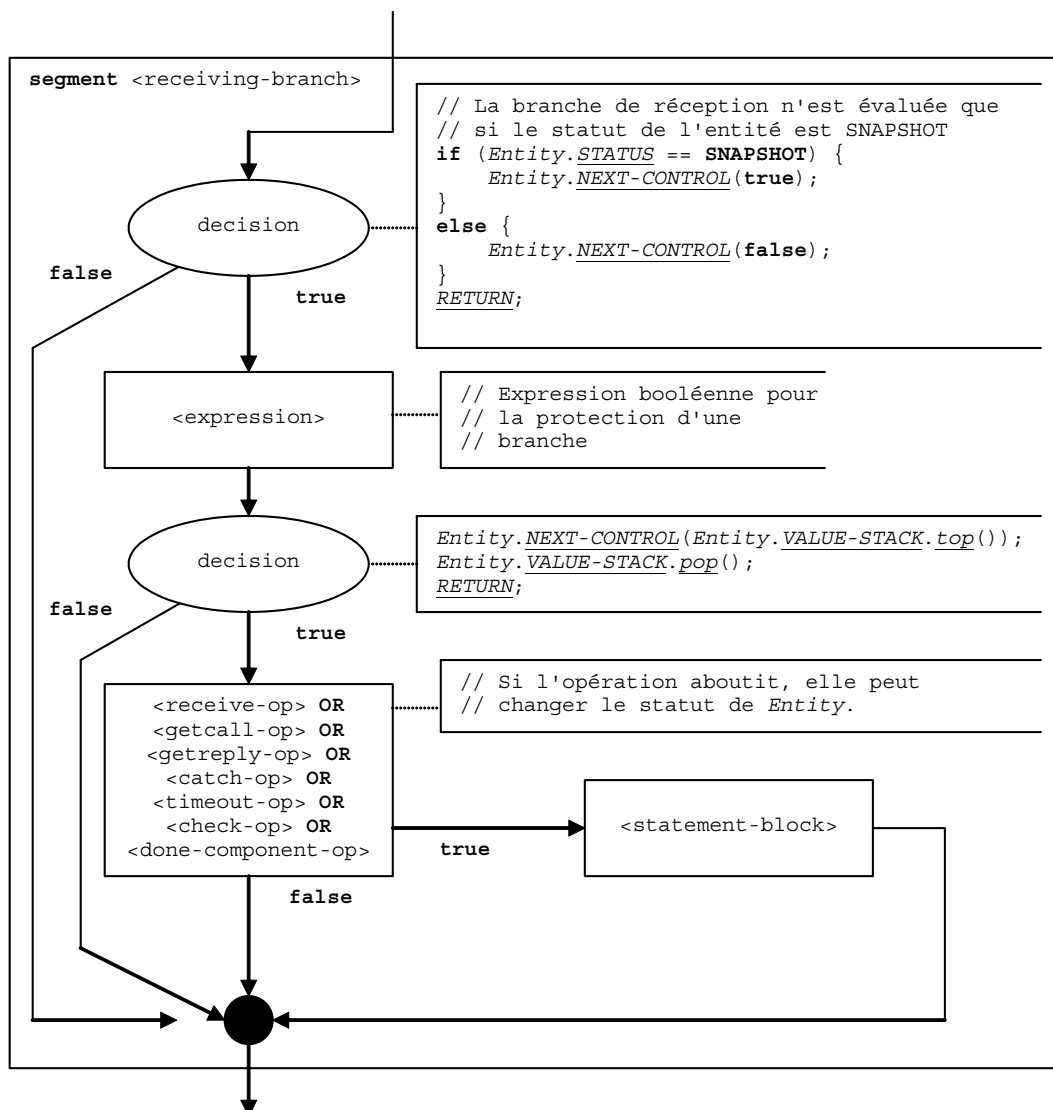 segment <receiving-branch>
// La branche de réception n'est évaluée que
// si le statut de l'entité est SNAPSHOT
if (Entity.STATUS == SNAPSHOT) {
Entity.NEXT-CONTROL(true);
}
else {
Entity.NEXT-CONTROL(false);
}
RETURN;
decision
false
true
<expression>
// Expression booléenne pour
// la protection d'une
// branche
decision
Entity.NEXT-CONTROL(Entity.VALUE-STACK.top());
Entity.VALUE-STACK.pop();
RETURN;
false
true
<receive-op> OR
<getcall-op> OR
<getreply-op> OR
<catch-op> OR
<timeout-op> OR
<check-op> OR
<done-component-op>
// Si l'opération aboutit, elle peut
// changer le statut de Entity.
true
<statement-block>
false